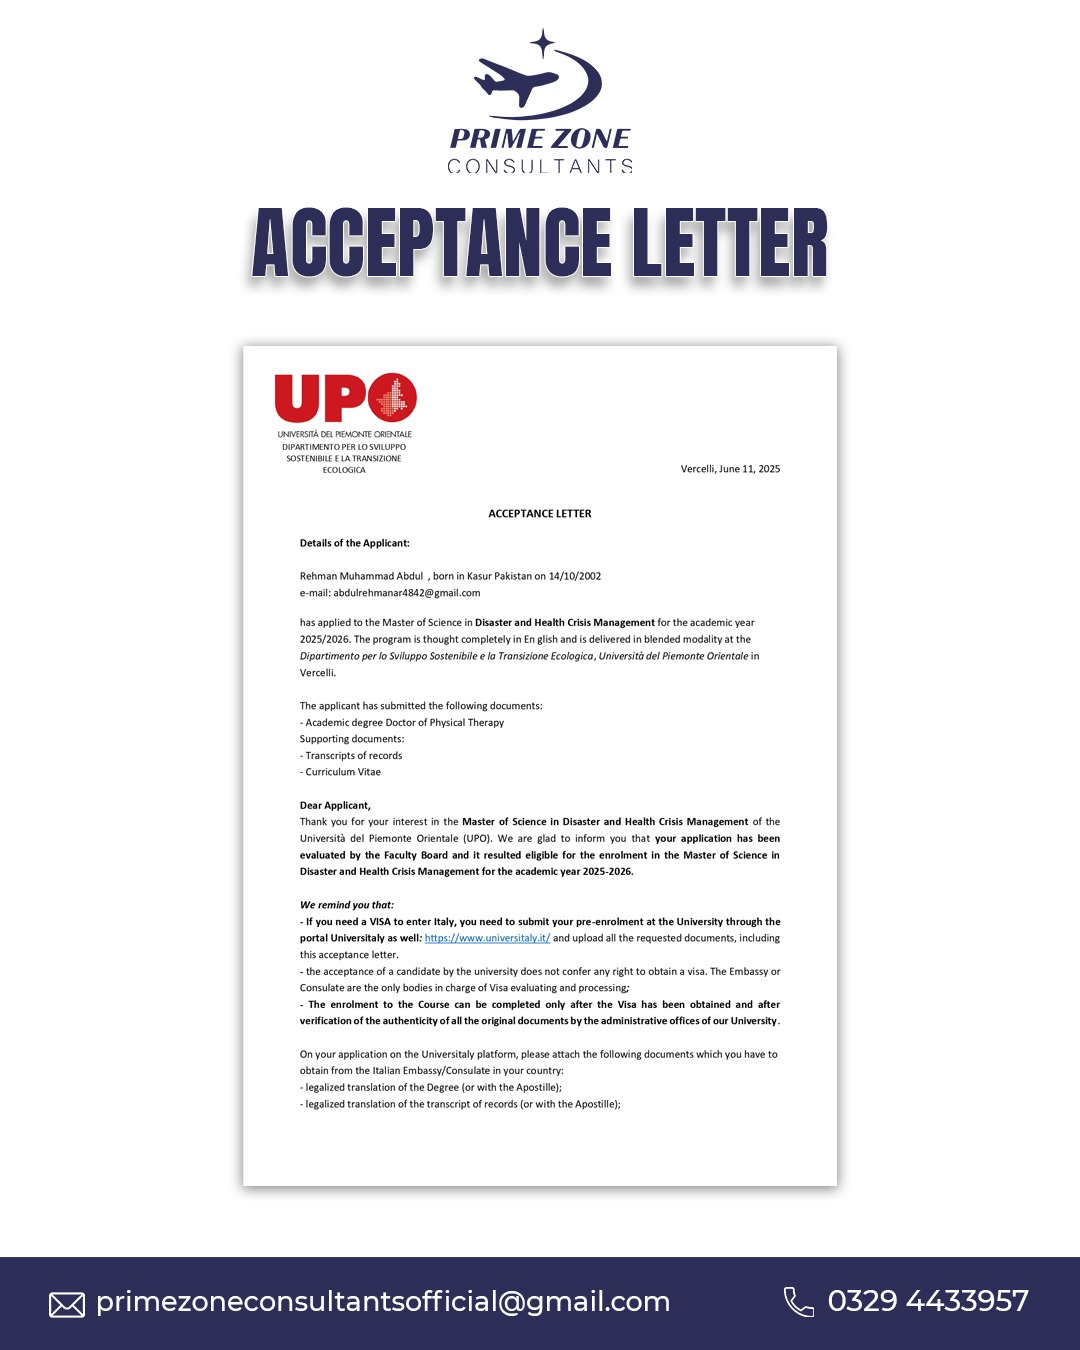 PRIME ZONE
CONSULTANTS
ACCEPTANCE LETTER
UPO
UNIVERSITÀ DEL PIEMONTE ORIENTALE
DIPARTIMENTO PER LO SVILUPPO
SOSTENIBILE E LA TRANSIZIONE
ECOLOGICA
Vercelli, June 11, 2025
ACCEPTANCE LETTER
Details of the Applicant:
Rehman Muhammad Abdul  , born in Kasur Pakistan on 14/10/2002
e-mail: abdulrehmanar4842@gmail.com
has applied to the Master of Science in Disaster and Health Crisis Management for the academic year
2025/2026. The program is thought completely in En glish and is delivered in blended modality at the
Dipartimento per lo Sviluppo Sostenibile e la Transizione Ecologica, Università del Piemonte Orientale in
Vercelli.
The applicant has submitted the following documents:
- Academic degree Doctor of Physical Therapy
Supporting documents:
- Transcripts of records
- Curriculum Vitae
Dear Applicant,
Thank you for your interest in the Master of Science in Disaster and Health Crisis Management of the
Università del Piemonte Orientale (UPO). We are glad to inform you that your application has been
evaluated by the Faculty Board and it resulted eligible for the enrolment in the Master of Science in
Disaster and Health Crisis Management for the academic year 2025-2026.
We remind you that:
- If you need a VISA to enter Italy, you need to submit your pre-enrolment at the University through the
portal Universitaly as well: https://www.universitaly.it/ and upload all the requested documents, including
this acceptance letter.
- the acceptance of a candidate by the university does not confer any right to obtain a visa. The Embassy or
Consulate are the only bodies in charge of Visa evaluating and processing;
- The enrolment to the Course can be completed only after the Visa has been obtained and after
verification of the authenticity of all the original documents by the administrative offices of our University.
On your application on the Universitaly platform, please attach the following documents which you have to
obtain from the Italian Embassy/Consulate in your country:
- legalized translation of the Degree (or with the Apostille);
- legalized translation of the transcript of records (or with the Apostille);
primezoneconsultantsofficial@gmail.com
0329 4433957